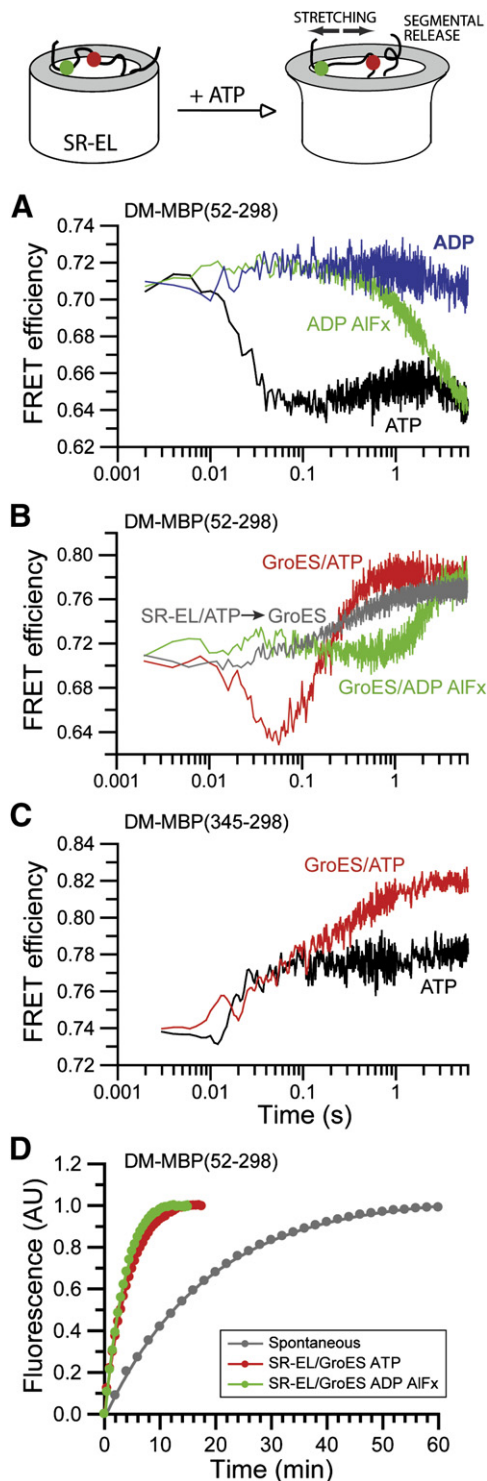 STRETCHING
SEGMENTAL
RELEASE
+ ATP
SR-EL
A
DM-MBP(52-298)
0.74
0.72
0.70
0.68
0.66
0.64
0.62
FRET efficiency
ADP
ADP AlFx
ATP
0.001
0.01
0.1
1
B
DM-MBP(52-298)
0.80
0.76
0.72
0.68
0.64
FRET efficiency
GroES/ATP
SR-EL/ATP→GroES
GroES/ADP AlFx
0.001
0.01
0.1
1
C
DM-MBP(345-298)
0.84
0.82
0.80
0.78
0.76
0.74
0.72
FRET efficiency
GroES/ATP
ATP
0.001
0.01
0.1
1
Time (s)
D
DM-MBP(52-298)
1.2
1.0
0.8
0.6
0.4
0.2
0.0
Fluorescence (AU)
Spontaneous
SR-EL/GroES ATP
SR-EL/GroES ADP AlFx
0
10
20
30
40
50
60
Time (min)